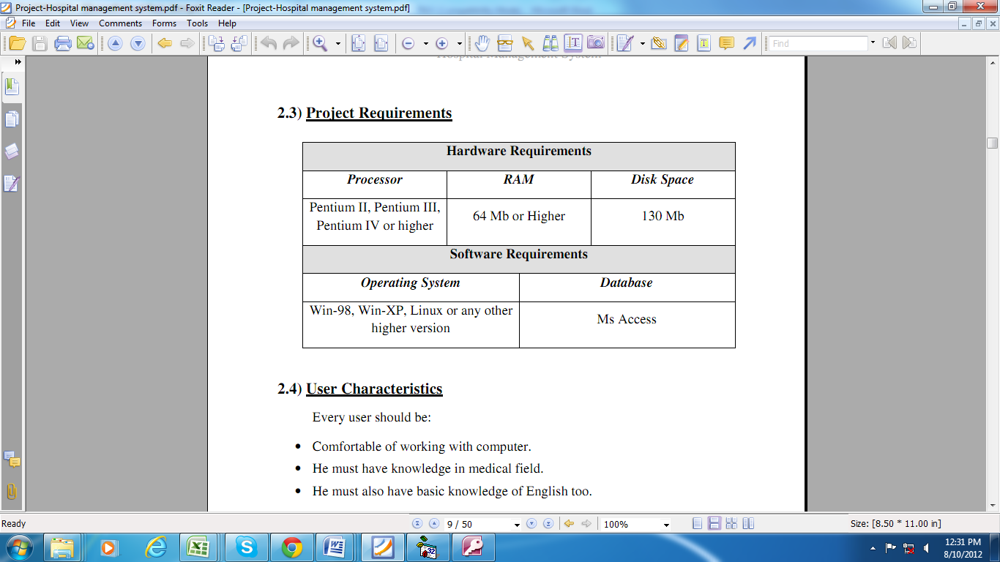 Project-Hospital management system.pdf - Foxit Reader - [Project-Hospital management system.pdf]
File Edit View Comments Forms Tools Help
Find
Hospital Management System
2.3) Project Requirements
Hardware Requirements
Processor RAM Disk Space
Pentium II, Pentium III,
Pentium IV or higher
64 Mb or Higher
130 Mb
Software Requirements
Operating System Database
Win-98, Win-XP, Linux or any other
higher version
Ms Access
2.4) User Characteristics
Every user should be:
• Comfortable of working with computer.
• He must have knowledge in medical field.
• He must also have basic knowledge of English too.
Ready
9 / 50
100%
Size: [8.50 * 11.00 in]
12:31 PM
8/10/2012